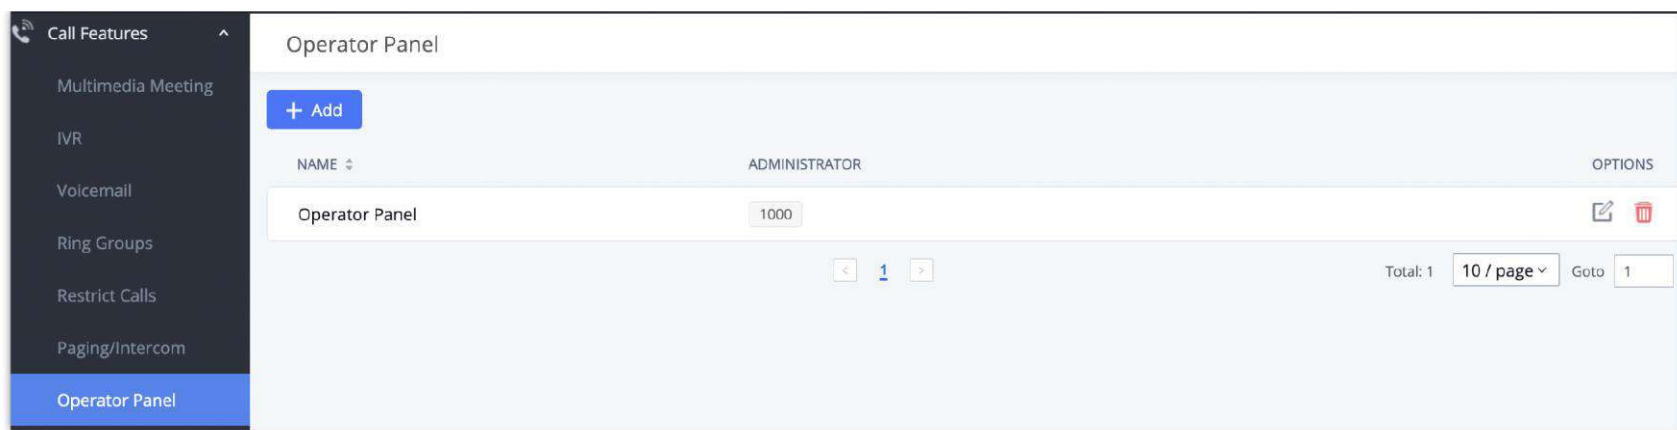 Call Features
Multimedia Meeting
IVR
Voicemail
Ring Groups
Restrict Calls
Paging/Intercom
Operator Panel
Operator Panel
+ Add
NAME ADMINISTRATOR OPTIONS
Operator Panel 1000
< 1 > Total: 1 10 / page Goto 1